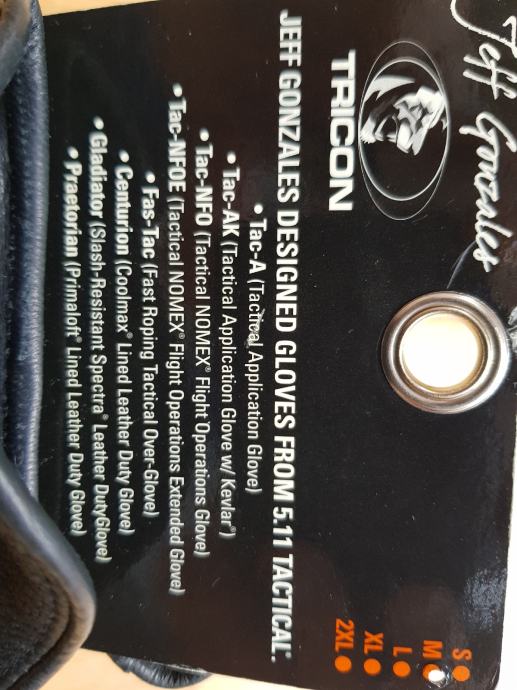 Jeff Gonzales
TRICON
JEFF GONZALES DESIGNED GLOVES FROM 5.11 TACTICAL®.
• Tac-A (Tactical Application Glove)
• Tac-AK (Tactical Application Glove w/ Kevlar®)
• Tac-NFO (Tactical NOMEX® Flight Operations Glove)
• Tac-NFOE (Tactical NOMEX® Flight Operations Extended Glove)
• Fas-Tac (Fast Roping Tactical Over-Glove)
• Centurion (Coolmax® Lined Leather Duty Glove)
• Gladiator (Slash-Resistant Spectra® Leather DutyGlove)
• Praetorian (Primaloft® Lined Leather Duty Glove)
S
M
L
XL
2XL